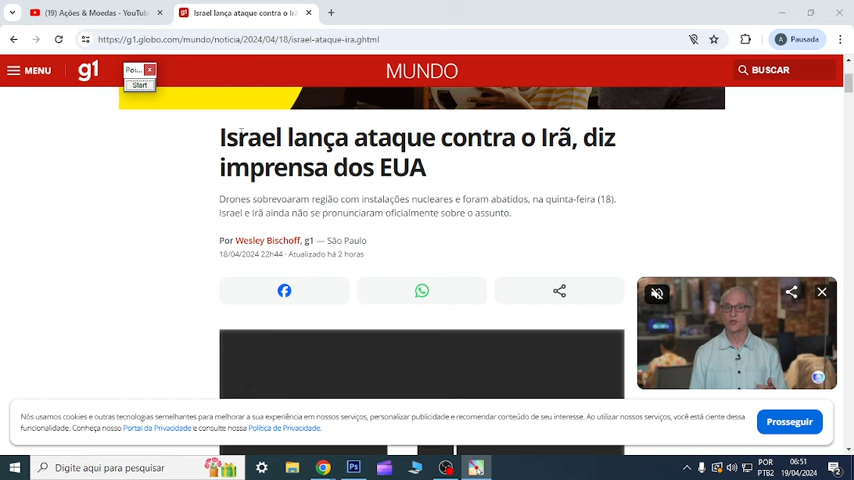 (19) Ações & Moedas - YouTub
Israel lança ataque contra o Irã
https://g1.globo.com/mundo/noticia/2024/04/18/israel-ataque-ira.ghtml
A Pausada
MENU
g1
Poi...
Start
MUNDO
BUSCAR
Israel lança ataque contra o Irã, diz
imprensa dos EUA
Drones sobrevoaram região com instalações nucleares e foram abatidos, na quinta-feira (18).
Israel e Irã ainda não se pronunciaram oficialmente sobre o assunto.
Por Wesley Bischoff, g1 — São Paulo
18/04/2024 22h44 · Atualizado há 2 horas
Nós usamos cookies e outras tecnologias semelhantes para melhorar a sua experiência em nossos serviços, personalizar publicidade e recomendar conteúdo de seu interesse. Ao utilizar nossos serviços, você está ciente dessa
funcionalidade. Conheça nosso Portal da Privacidade e consulte nossa Política de Privacidade.
Prosseguir
Digite aqui para pesquisar
Ps
POR
PTB2
06:51
19/04/2024
2